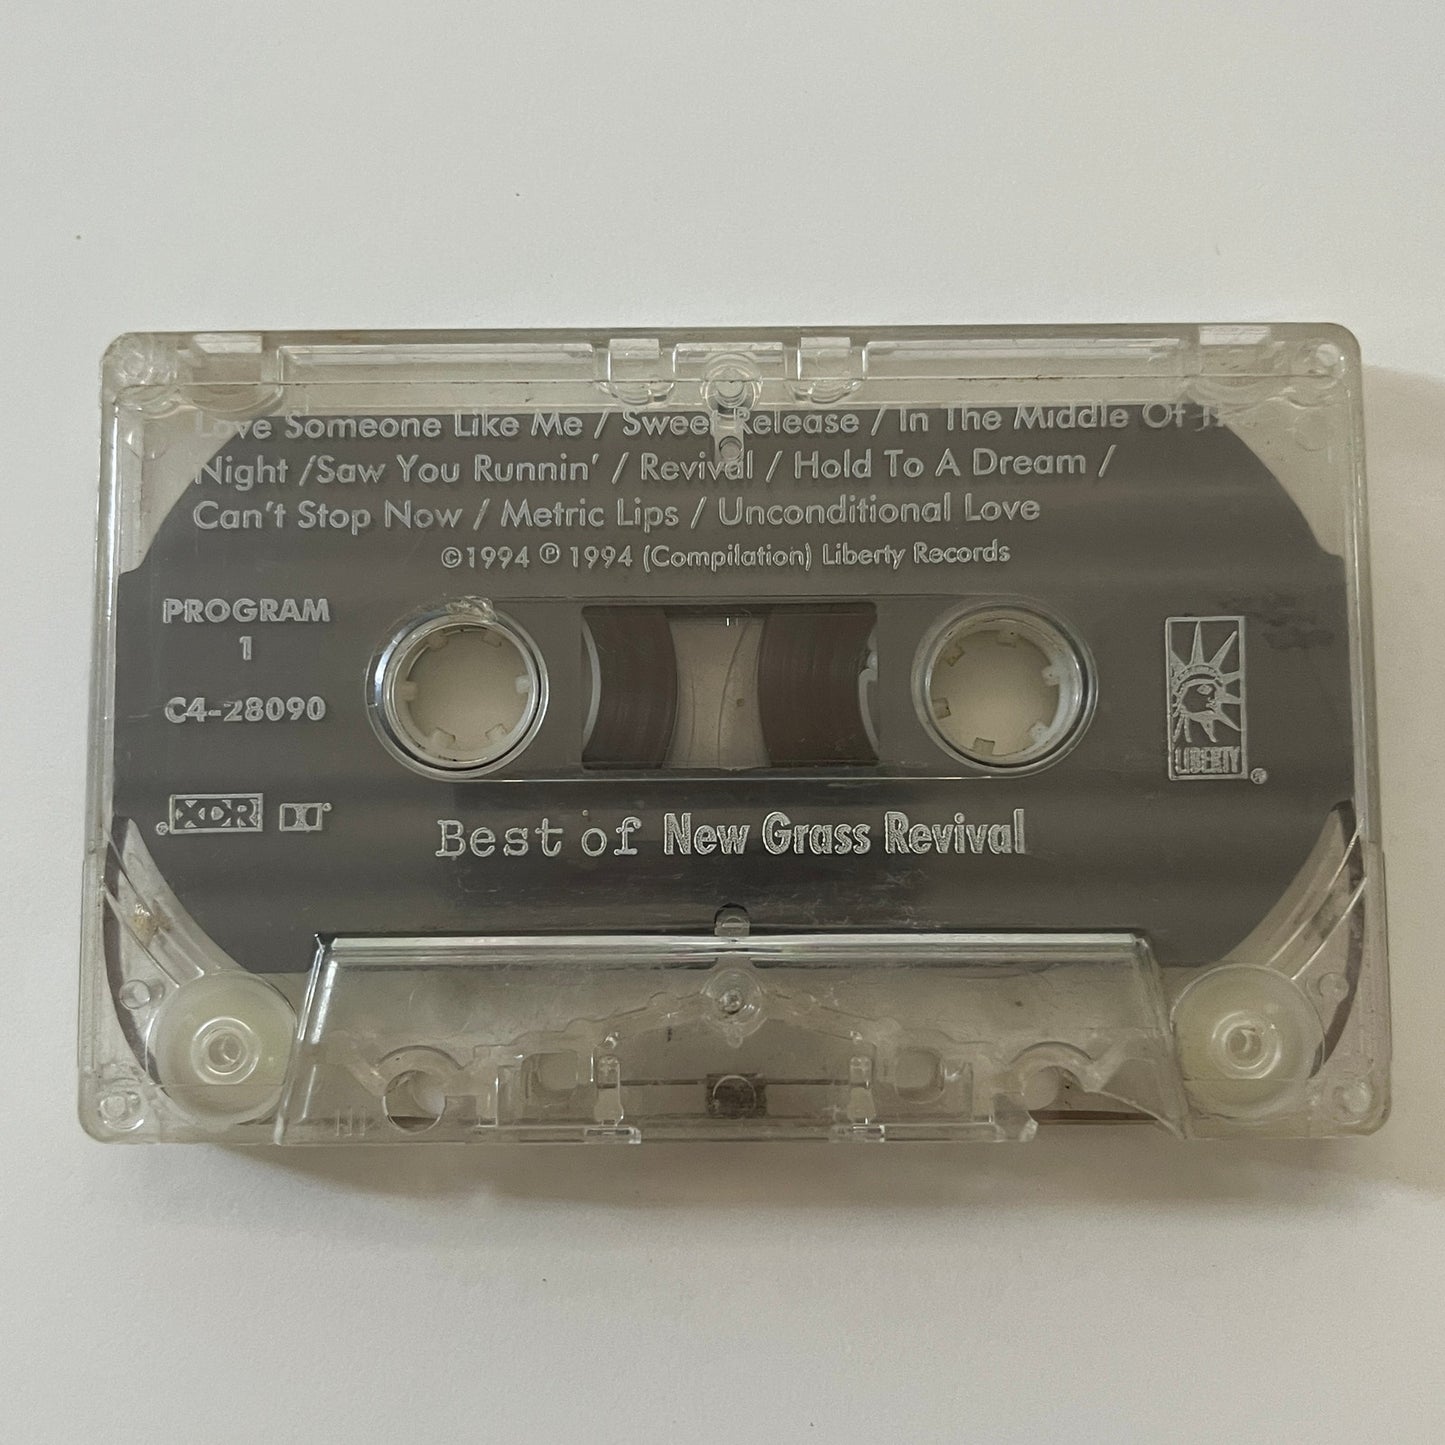 Love Someone Like Me / Sweet Release / In The Middle Of The
Night /Saw You Runnin' / Revival / Hold To A Dream /
Can't Stop Now / Metric Lips / Unconditional Love
©1994 ℗ 1994 (Compilation) Liberty Records
PROGRAM
1
C4-28090
LIBERTY®
XDR
Best of New Grass Revival